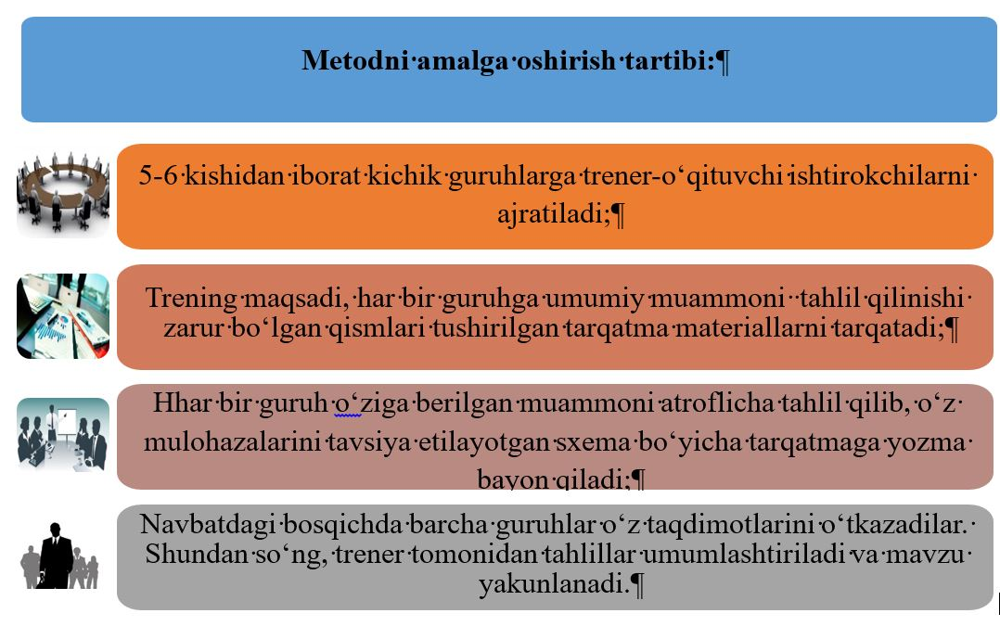 Metodni amalga oshirish tartibi:¶
5-6 kishidan iborat kichik guruhlarga trener-o‘qituvchi ishtirokchilarni
ajratiladi;¶
Trening maqsadi, har bir guruhga umumiy muammoni  tahlil qilinishi
zarur bo‘lgan qismlari tushirilgan tarqatma materiallarni tarqatadi;¶
Hhar bir guruh o‘ziga berilgan muammoni atroflicha tahlil qilib, o‘z
mulohazalarini tavsiya etilayotgan sxema bo‘yicha tarqatmaga yozma
bayon qiladi;¶
Navbatdagi bosqichda barcha guruhlar o‘z taqdimotlarini o‘tkazadilar.
Shundan so‘ng, trener tomonidan tahlillar umumlashtiriladi va mavzu
yakunlanadi.¶